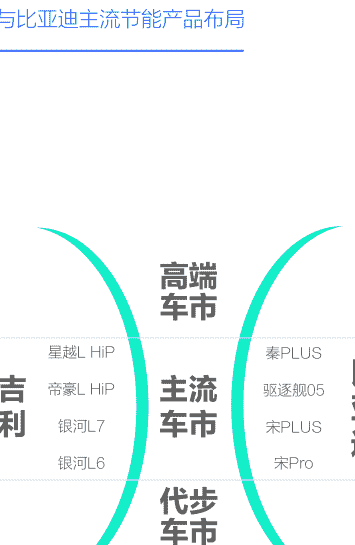 与比亚迪主流节能产品布局
高端
车市
星越L HiP
帝豪L HiP
银河L7
银河L6
吉
利
主流
车市
秦PLUS
驱逐舰05
宋PLUS
宋Pro
代步
车市